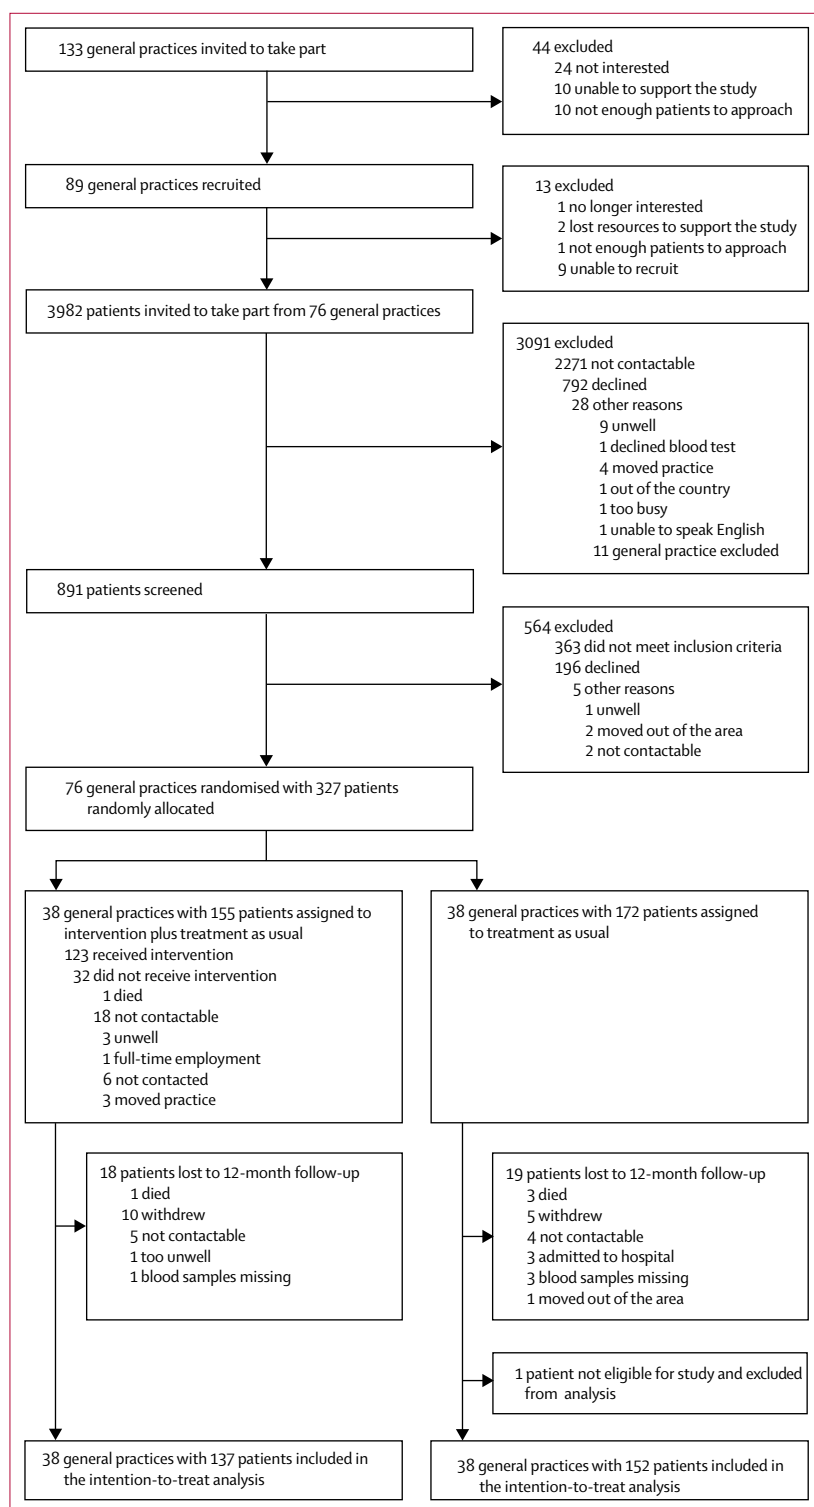 133 general practices invited to take part
44 excluded
24 not interested
10 unable to support the study
10 not enough patients to approach
89 general practices recruited
13 excluded
1 no longer interested
2 lost resources to support the study
1 not enough patients to approach
9 unable to recruit
3982 patients invited to take part from 76 general practices
3091 excluded
2271 not contactable
792 declined
28 other reasons
9 unwell
1 declined blood test
4 moved practice
1 out of the country
1 too busy
1 unable to speak English
11 general practice excluded
891 patients screened
564 excluded
363 did not meet inclusion criteria
196 declined
5 other reasons
1 unwell
2 moved out of the area
2 not contactable
76 general practices randomised with 327 patients
randomly allocated
38 general practices with 155 patients assigned to
intervention plus treatment as usual
123 received intervention
32 did not receive intervention
1 died
18 not contactable
3 unwell
1 full-time employment
6 not contacted
3 moved practice
38 general practices with 172 patients assigned
to treatment as usual
18 patients lost to 12-month follow-up
1 died
10 withdrew
5 not contactable
1 too unwell
1 blood samples missing
19 patients lost to 12-month follow-up
3 died
5 withdrew
4 not contactable
3 admitted to hospital
3 blood samples missing
1 moved out of the area
1 patient not eligible for study and excluded
from analysis
38 general practices with 137 patients included in
the intention-to-treat analysis
38 general practices with 152 patients included in
the intention-to-treat analysis